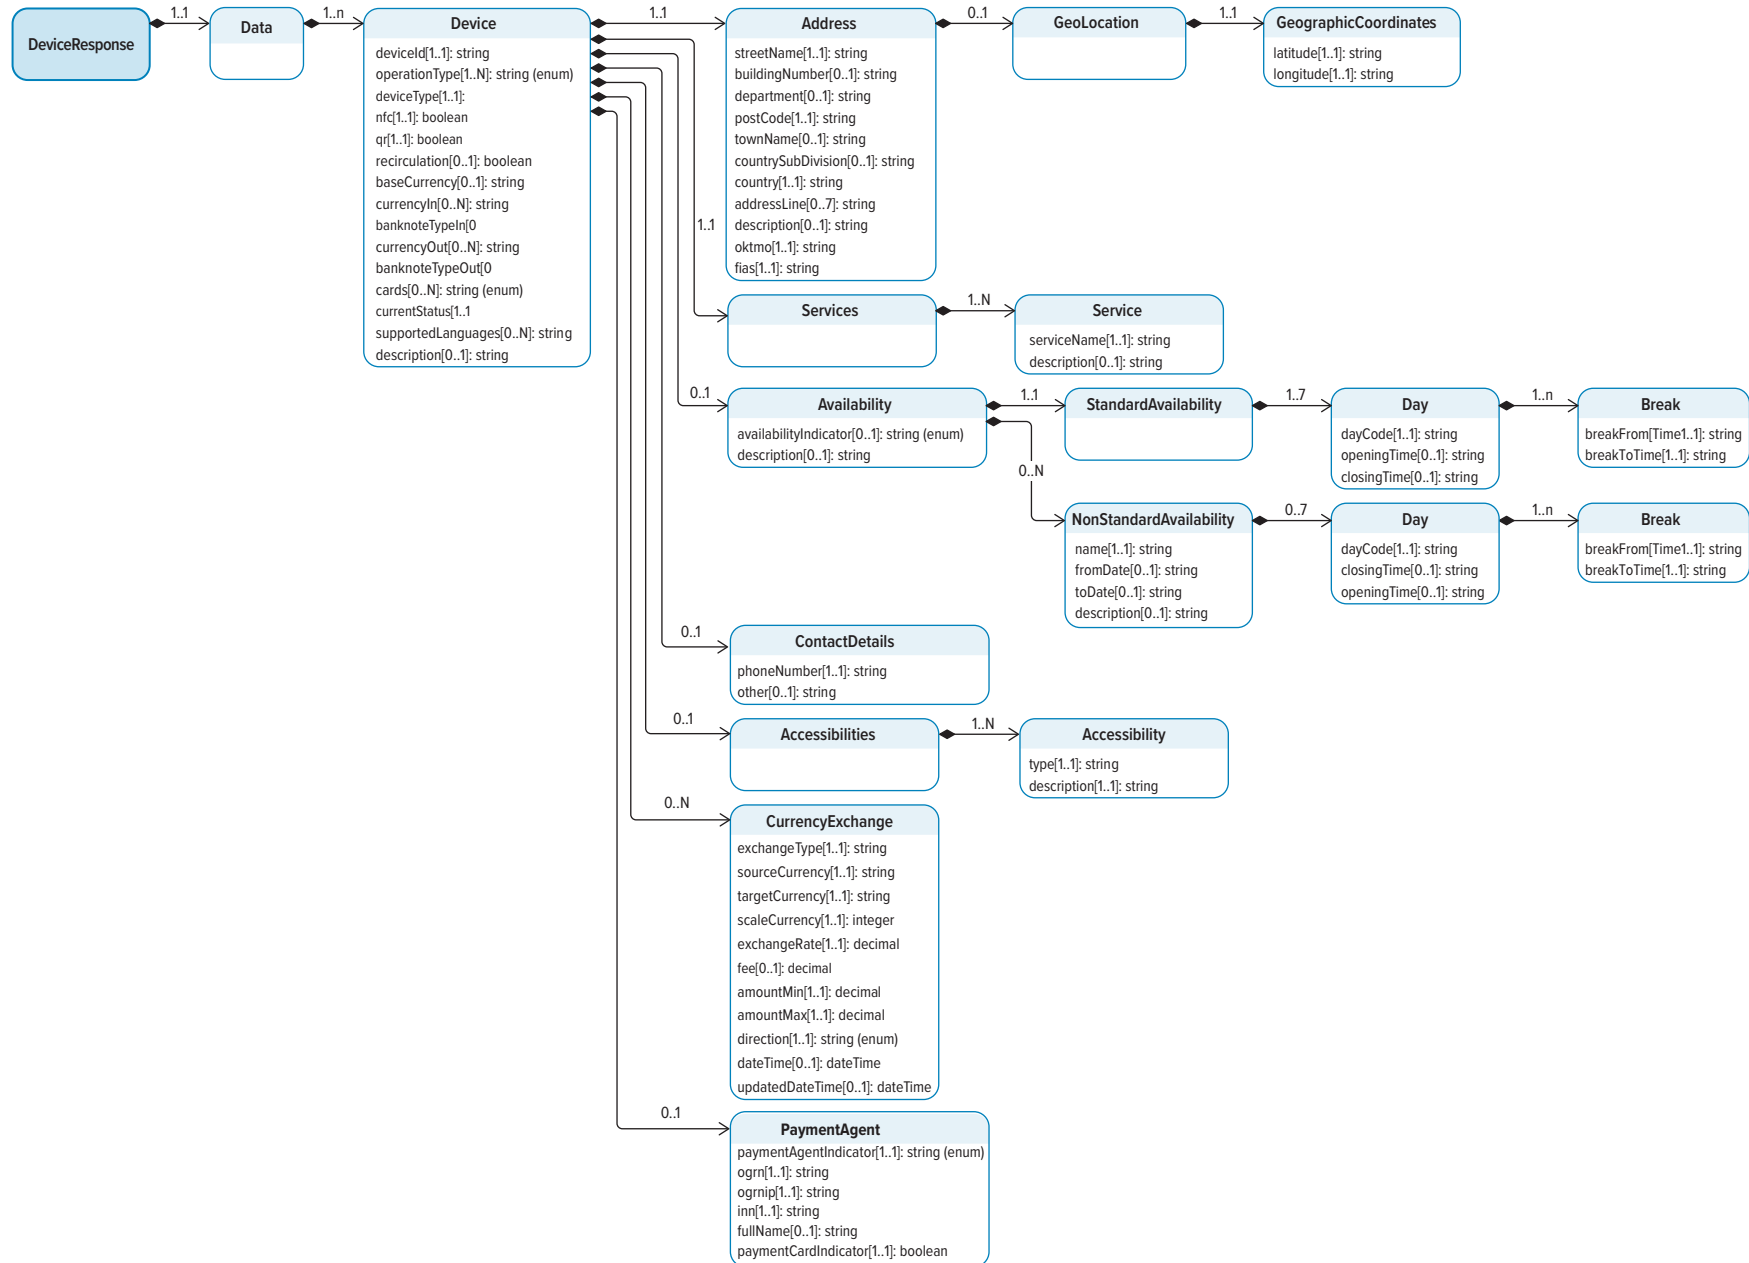 DeviceResponse
1..1
Data
1..n
Device
deviceId[1..1]: string
operationType[1..N]: string (enum)
deviceType[1..1]:
nfc[1..1]: boolean
qr[1..1]: boolean
recirculation[0..1]: boolean
baseCurrency[0..1]: string
currencyIn[0..N]: string
banknoteTypeIn[0
currencyOut[0..N]: string
banknoteTypeOut[0
cards[0..N]: string (enum)
currentStatus[1..1
supportedLanguages[0..N]: string
description[0..1]: string
1..1
Address
streetName[1..1]: string
buildingNumber[0..1]: string
department[0..1]: string
postCode[1..1]: string
townName[0..1]: string
countrySubDivision[0..1]: string
country[1..1]: string
addressLine[0..7]: string
description[0..1]: string
oktmo[1..1]: string
fias[1..1]: string
0..1
GeoLocation
1..1
GeographicCoordinates
latitude[1..1]: string
longitude[1..1]: string
1..1
Services
1..N
Service
serviceName[1..1]: string
description[0..1]: string
0..1
Availability
availabilityIndicator[0..1]: string (enum)
description[0..1]: string
1..1
StandardAvailability
1..7
Day
dayCode[1..1]: string
openingTime[0..1]: string
closingTime[0..1]: string
1..n
Break
breakFrom[Time1..1]: string
breakToTime[1..1]: string
0..N
NonStandardAvailability
name[1..1]: string
fromDate[0..1]: string
toDate[0..1]: string
description[0..1]: string
0..7
Day
dayCode[1..1]: string
closingTime[0..1]: string
openingTime[0..1]: string
1..n
Break
breakFrom[Time1..1]: string
breakToTime[1..1]: string
0..1
ContactDetails
phoneNumber[1..1]: string
other[0..1]: string
0..1
Accessibilities
1..N
Accessibility
type[1..1]: string
description[1..1]: string
0..N
CurrencyExchange
exchangeType[1..1]: string
sourceCurrency[1..1]: string
targetCurrency[1..1]: string
scaleCurrency[1..1]: integer
exchangeRate[1..1]: decimal
fee[0..1]: decimal
amountMin[1..1]: decimal
amountMax[1..1]: decimal
direction[1..1]: string (enum)
dateTime[0..1]: dateTime
updatedDateTime[0..1]: dateTime
0..1
PaymentAgent
paymentAgentIndicator[1..1]: string (enum)
ogrn[1..1]: string
ogrnip[1..1]: string
inn[1..1]: string
fullName[0..1]: string
paymentCardIndicator[1..1]: boolean